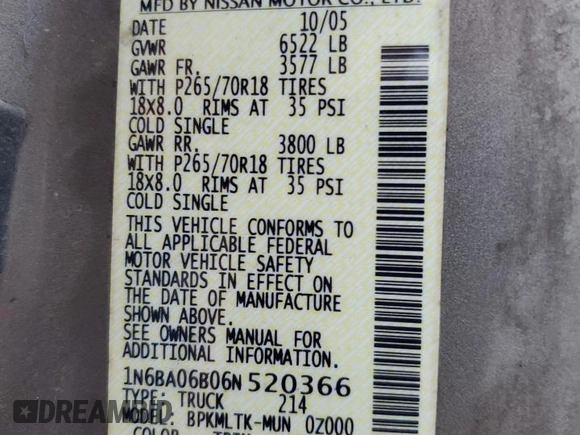 MFD BY NISSAN MOTOR CO., LTD.
DATE 10/05
GVWR 6522 LB
GAWR FR. 3577 LB
WITH P265/70R18 TIRES
18X8.0 RIMS AT 35 PSI
COLD SINGLE
GAWR RR. 3800 LB
WITH P265/70R18 TIRES
18X8.0 RIMS AT 35 PSI
COLD SINGLE
THIS VEHICLE CONFORMS TO
ALL APPLICABLE FEDERAL
MOTOR VEHICLE SAFETY
STANDARDS IN EFFECT ON
THE DATE OF MANUFACTURE
SHOWN ABOVE.
SEE OWNERS MANUAL FOR
ADDITIONAL INFORMATION
1N6BA06B06N520366
TYPE: TRUCK 214
MODEL: BPKMLTK-MUN 0Z000
COLOR TRIM
DREAMBID